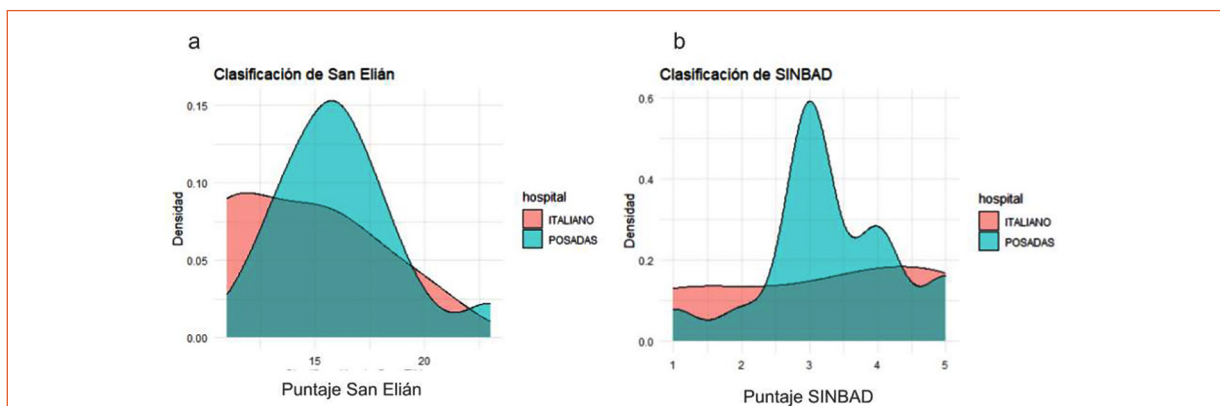 a
Clasificación de San Elián
0.15
0.10
0.05
0.00
Densidad
15
20
Puntaje San Elián
hospital
ITALIANO
POSADAS
b
Clasificación de SINBAD
0.6
0.4
0.2
0.0
Densidad
1
2
3
4
5
Puntaje SINBAD
hospital
ITALIANO
POSADAS